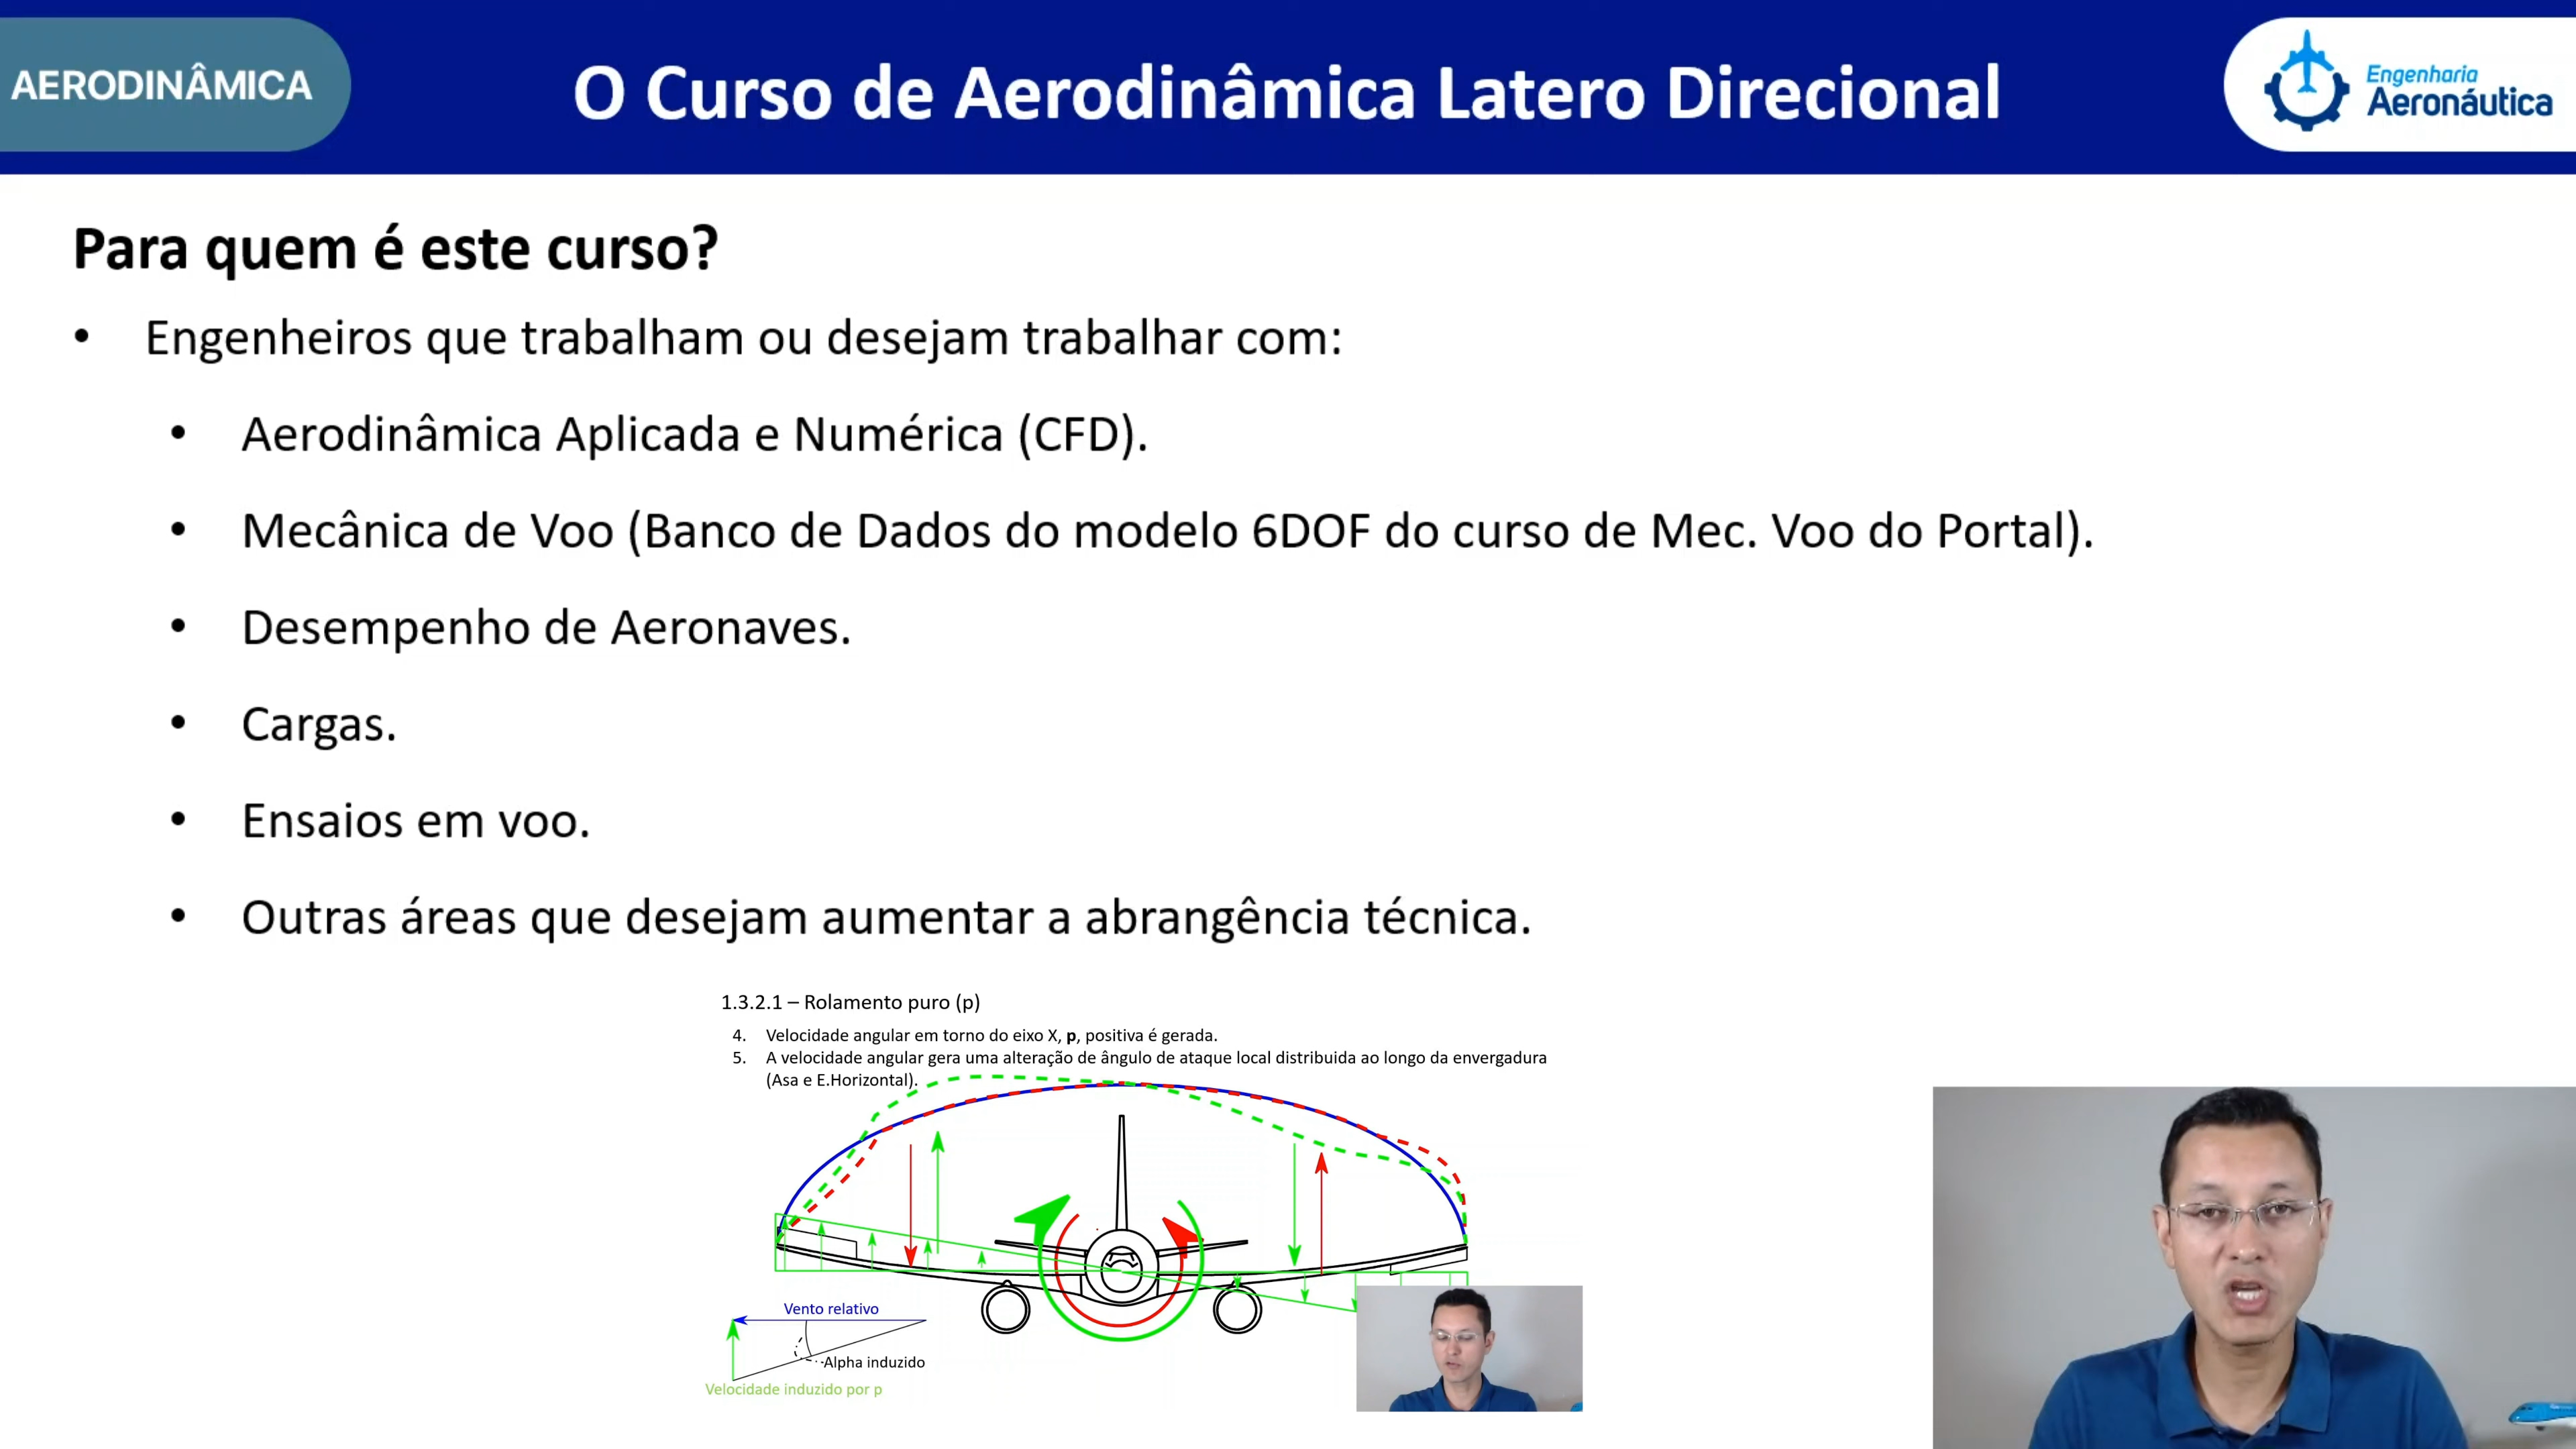 AERODINÂMICA
O Curso de Aerodinâmica Latero Direcional
Engenharia
Aeronáutica
Para quem é este curso?
• Engenheiros que trabalham ou desejam trabalhar com:
• Aerodinâmica Aplicada e Numérica (CFD).
• Mecânica de Voo (Banco de Dados do modelo 6DOF do curso de Mec. Voo do Portal).
• Desempenho de Aeronaves.
• Cargas.
• Ensaios em voo.
• Outras áreas que desejam aumentar a abrangência técnica.
1.3.2.1 – Rolamento puro (p)
4. Velocidade angular em torno do eixo X, p, positiva é gerada.
5. A velocidade angular gera uma alteração de ângulo de ataque local distribuida ao longo da envergadura
(Asa e E.Horizontal).
Vento relativo
Alpha induzido
Velocidade induzido por p